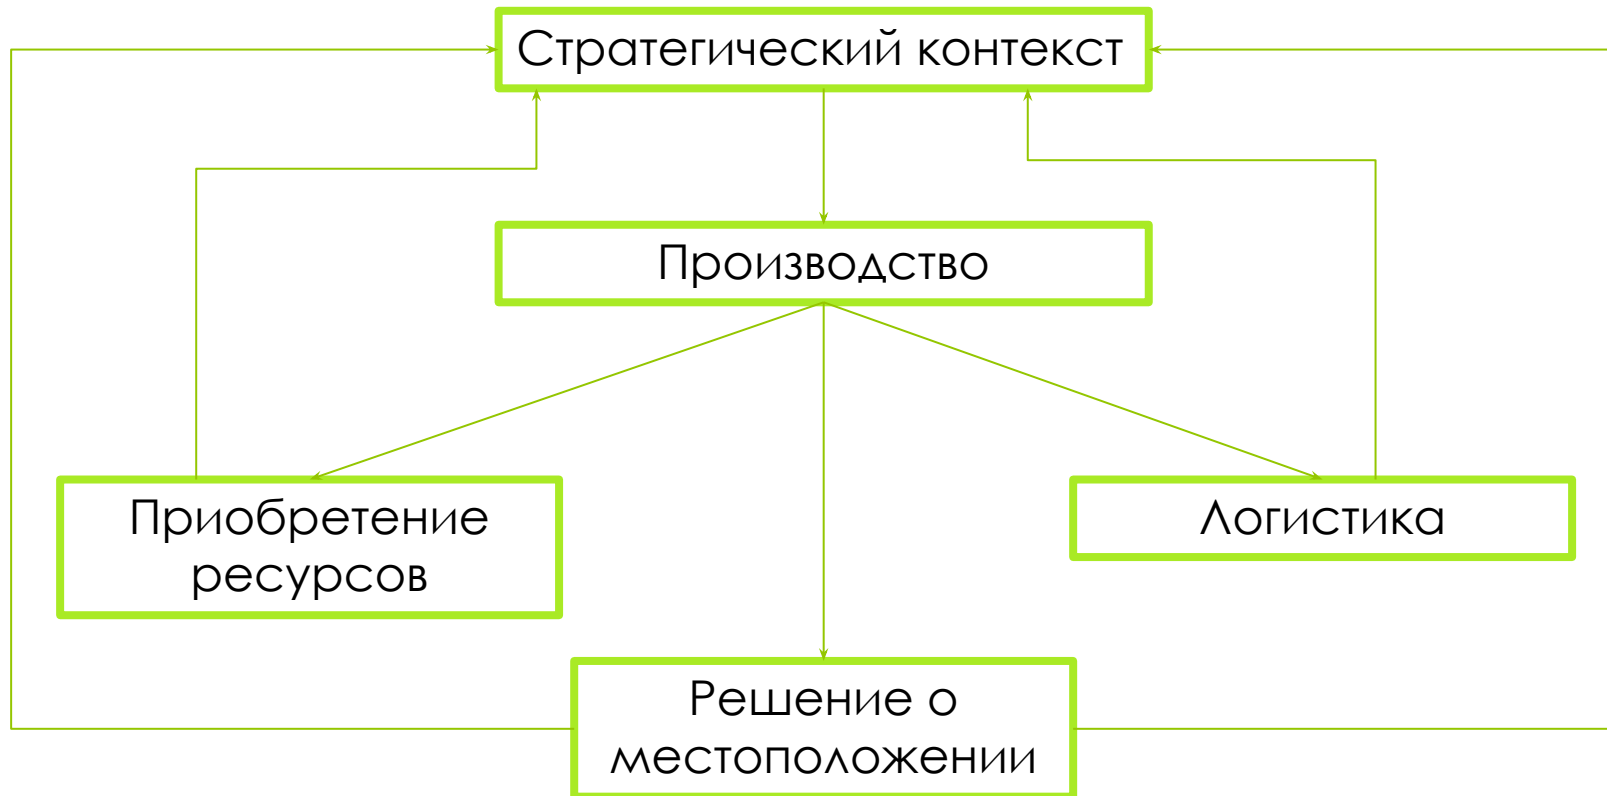 Стратегический контекст
Производство
Приобретение
ресурсов
Логистика
Решение о
местоположении